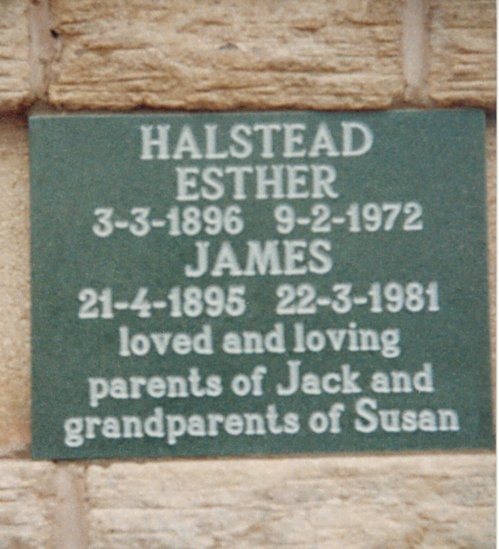 HALSTEAD
ESTHER
3-3-1896 9-2-1972
JAMES
21-4-1895 22-3-1981
loved and loving
parents of Jack and
grandparents of Susan